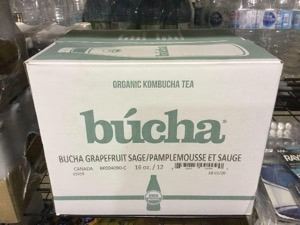 ORGANIC KOMBUCHA TEA
búcha®
BUCHA GRAPEFRUIT SAGE/PAMPLEMOUSSE ET SAUGE
CANADA 16 oz. / 12